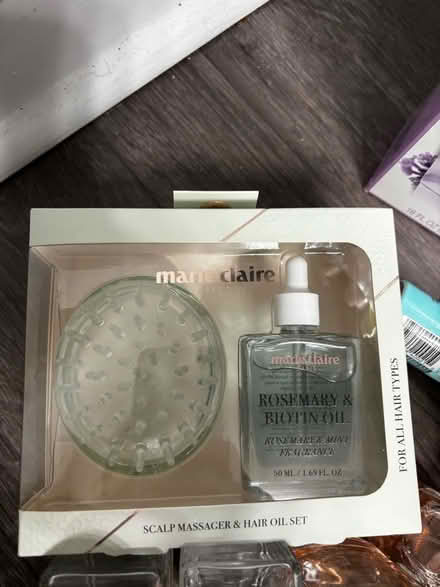 marie claire
marie claire
ROSEMARY &
BIOTIN OIL
ROSEMARY & MINT
FRAGRANCE
50 ML / 1.69 FL. OZ
FOR ALL HAIR TYPES
SCALP MASSAGER & HAIR OIL SET